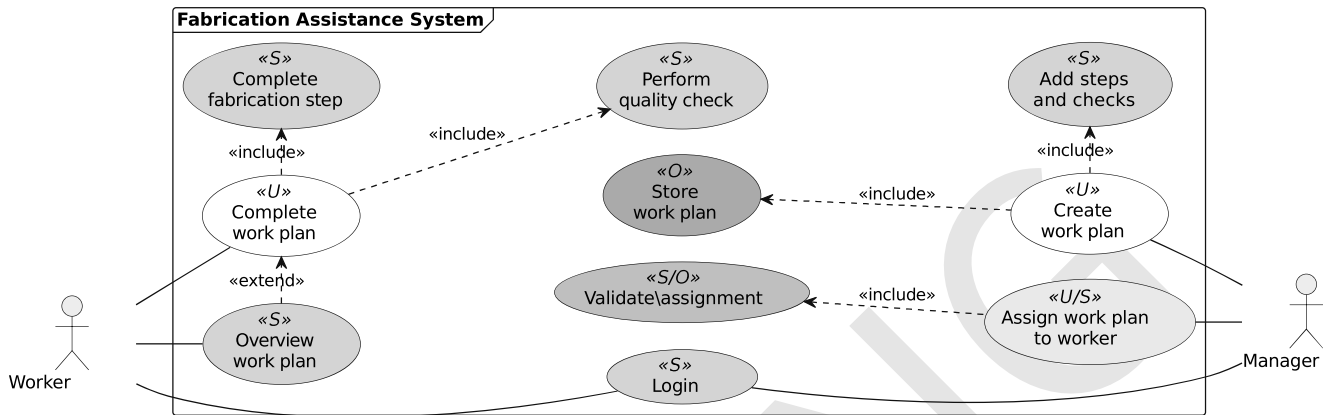 Fabrication Assistance System
«S»
Complete
fabrication step
«S»
Perform
quality check
«S»
Add steps
and checks
«include»
«include»
«include»
«U»
Complete
work plan
«O»
Store
work plan
«include»
«U»
Create
work plan
«extend»
«S/O»
Validate\assignment
«include»
«U/S»
Assign work plan
to worker
«S»
Overview
work plan
«S»
Login
Worker
Manager